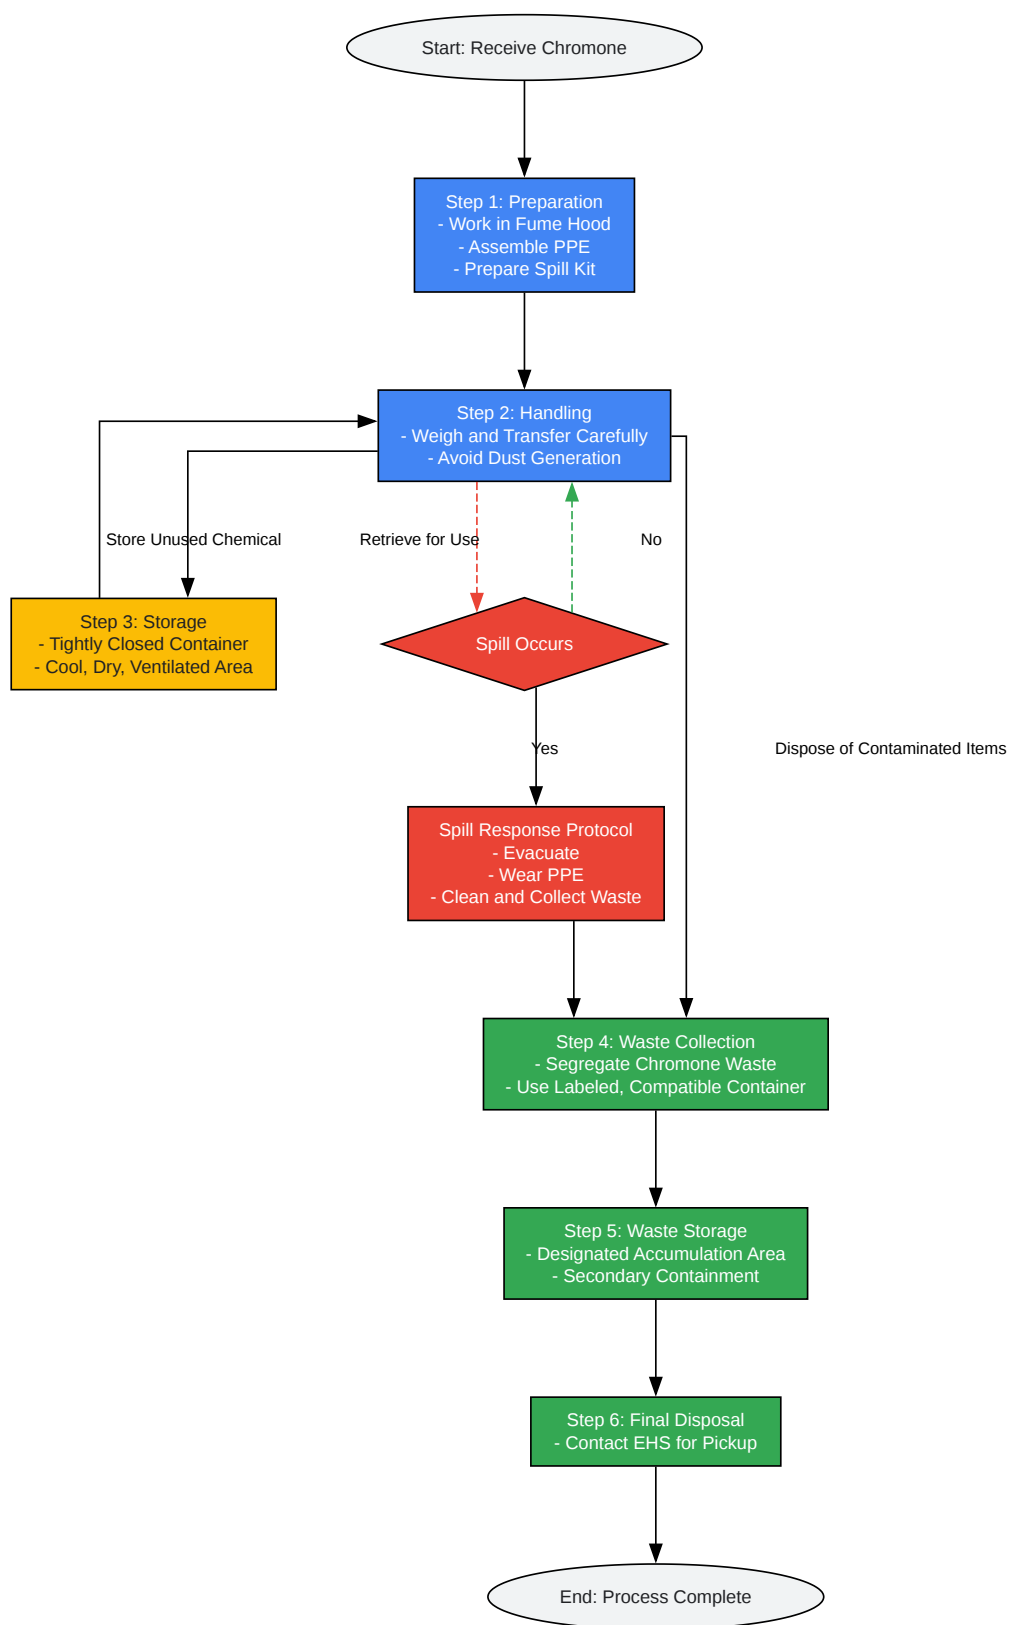 Start: Receive Chromone
Step 1: Preparation
- Work in Fume Hood
- Assemble PPE
- Prepare Spill Kit
Step 2: Handling
- Weigh and Transfer Carefully
- Avoid Dust Generation
Store Unused Chemical
Retrieve for Use
No
Step 3: Storage
- Tightly Closed Container
- Cool, Dry, Ventilated Area
Spill Occurs
Yes
Dispose of Contaminated Items
Spill Response Protocol
- Evacuate
- Wear PPE
- Clean and Collect Waste
Step 4: Waste Collection
- Segregate Chromone Waste
- Use Labeled, Compatible Container
Step 5: Waste Storage
- Designated Accumulation Area
- Secondary Containment
Step 6: Final Disposal
- Contact EHS for Pickup
End: Process Complete